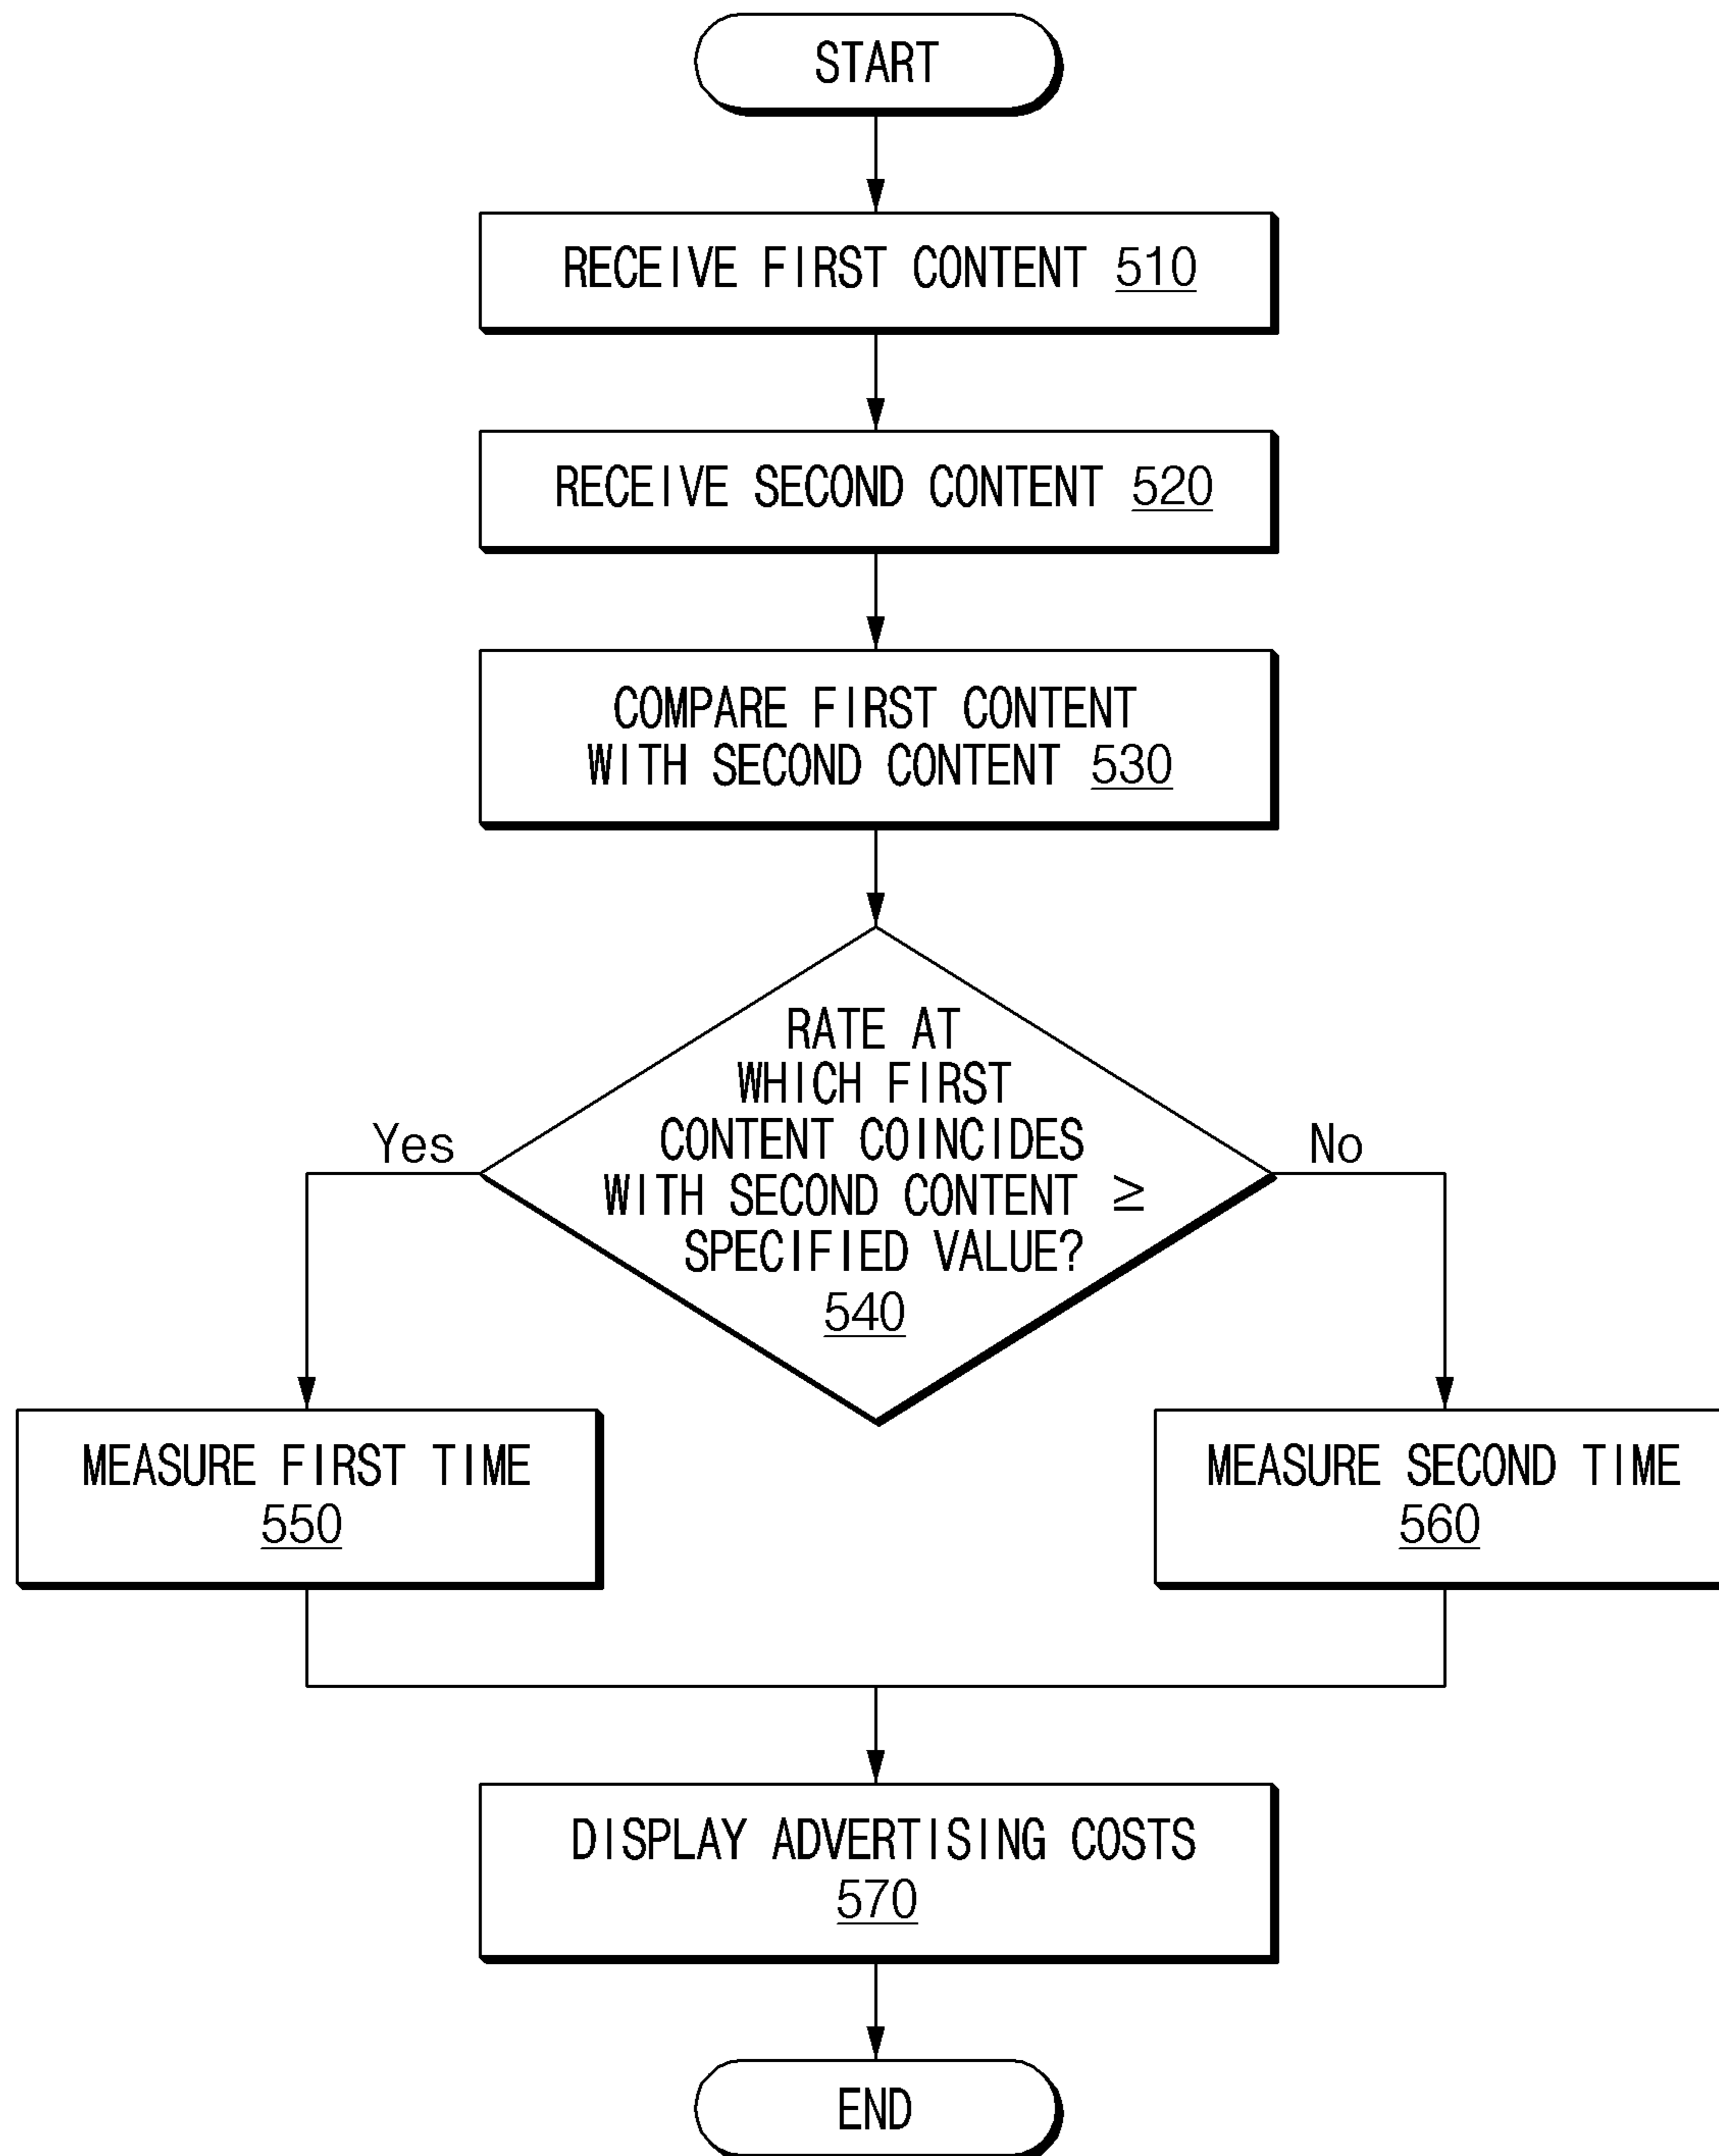 START
RECEIVE FIRST CONTENT 510
RECEIVE SECOND CONTENT 520
COMPARE FIRST CONTENT
WITH SECOND CONTENT 530
RATE AT
WHICH FIRST
CONTENT COINCIDES
WITH SECOND CONTENT ≥
SPECIFIED VALUE?
540
Yes
No
MEASURE FIRST TIME
550
MEASURE SECOND TIME
560
DISPLAY ADVERTISING COSTS
570
END